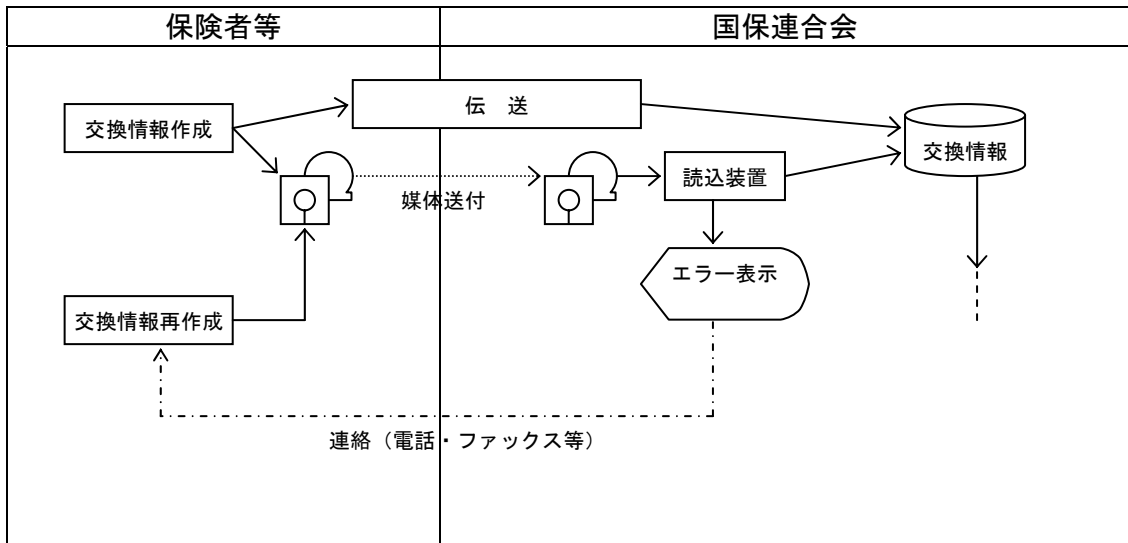 保険者等
国保連合会
伝　送
交換情報作成
交換情報
読込装置
媒体送付
エラー表示
交換情報再作成
連絡（電話・ファックス等）